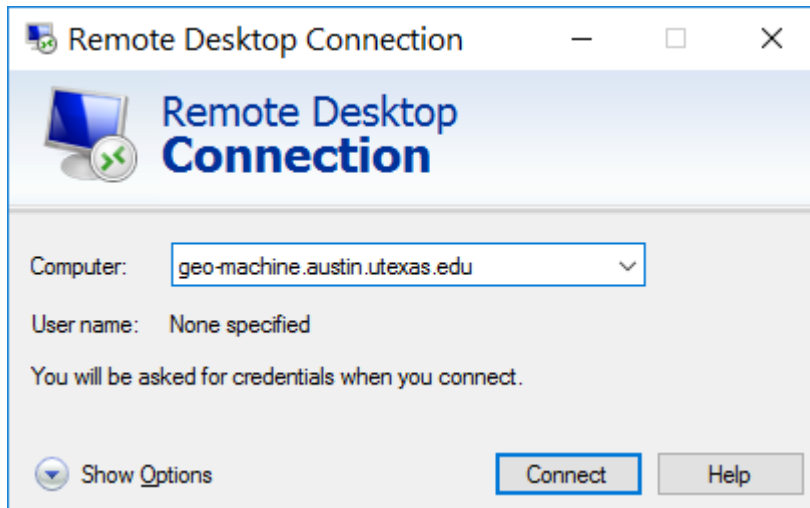 Remote Desktop Connection
Remote Desktop
Connection
Computer: geo-machine.austin.utexas.edu
User name: None specified
You will be asked for credentials when you connect.
Show Options Connect Help